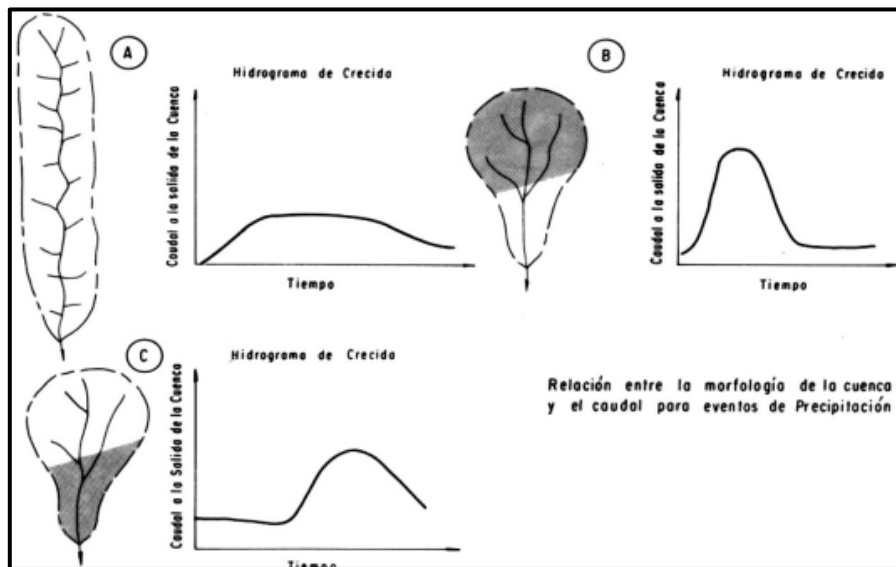 A
Hidrograma de Crecida
Caudal a la salida de la Cuenca
Tiempo
B
Hidrograma de Crecida
Caudal a la salida de la Cuenca
Tiempo
C
Hidrograma de Crecida
Caudal a la Salida de la Cuenca
Tiempo
Relación entre la morfología de la cuenca
y el caudal para eventos de Precipitación